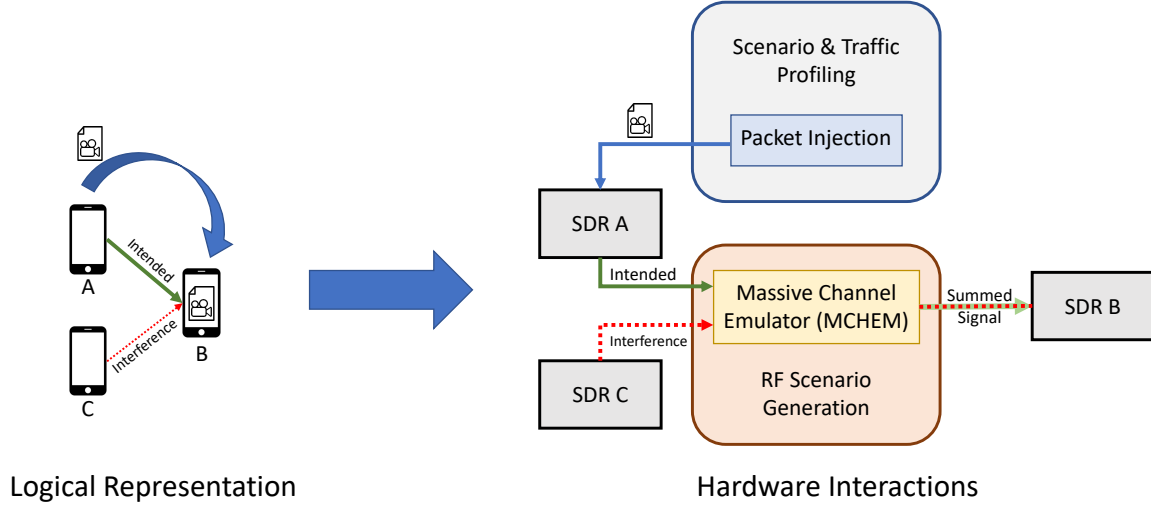 A
Intended
Interference
C
B
Logical Representation
Scenario & Traffic
Profiling
Packet Injection
SDR A
Intended
Massive Channel
Emulator (MCHEM)
Interference
SDR C
RF Scenario
Generation
Summed
Signal
SDR B
Hardware Interactions